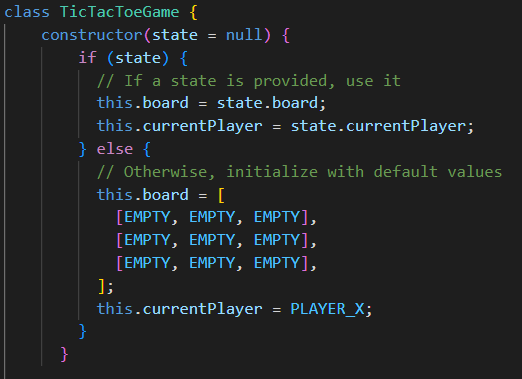 class TicTacToeGame {
constructor(state = null) {
if (state) {
// If a state is provided, use it
this.board = state.board;
this.currentPlayer = state.currentPlayer;
} else {
// Otherwise, initialize with default values
this.board = [
[EMPTY, EMPTY, EMPTY],
[EMPTY, EMPTY, EMPTY],
[EMPTY, EMPTY, EMPTY],
];
this.currentPlayer = PLAYER_X;
}
}